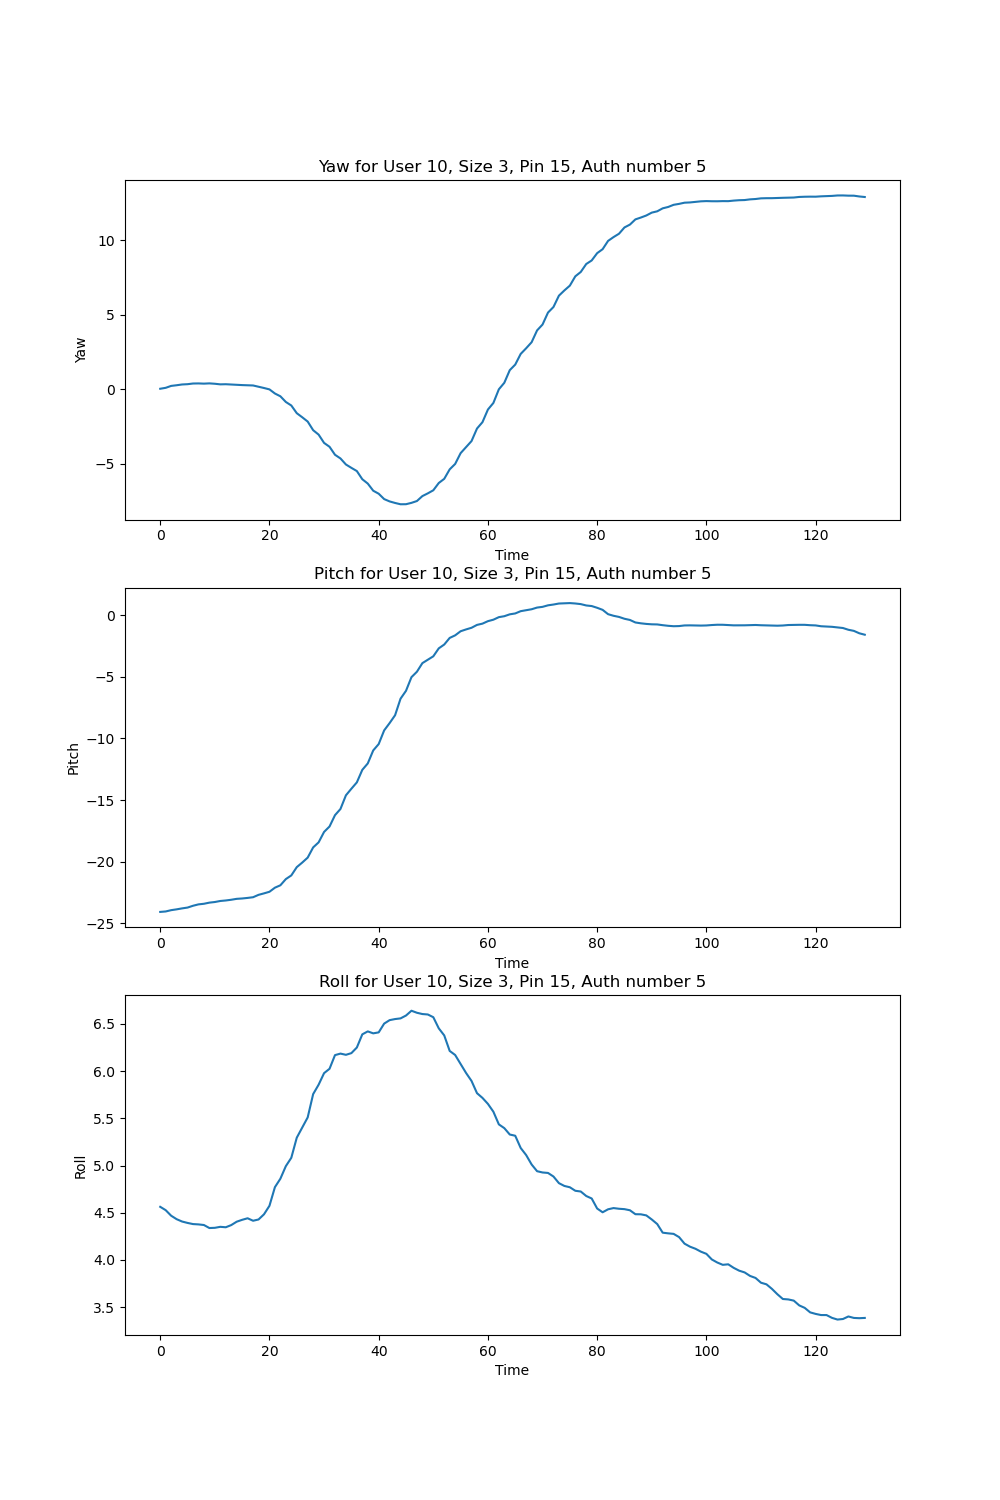 Yaw for User 10, Size 3, Pin 15, Auth number 5
10
5
0
−5
Yaw
0 20 40 60 80 100 120
Time
Pitch for User 10, Size 3, Pin 15, Auth number 5
0
−5
−10
−15
−20
−25
Pitch
0 20 40 60 80 100 120
Time
Roll for User 10, Size 3, Pin 15, Auth number 5
6.5
6.0
5.5
5.0
4.5
4.0
3.5
Roll
0 20 40 60 80 100 120
Time